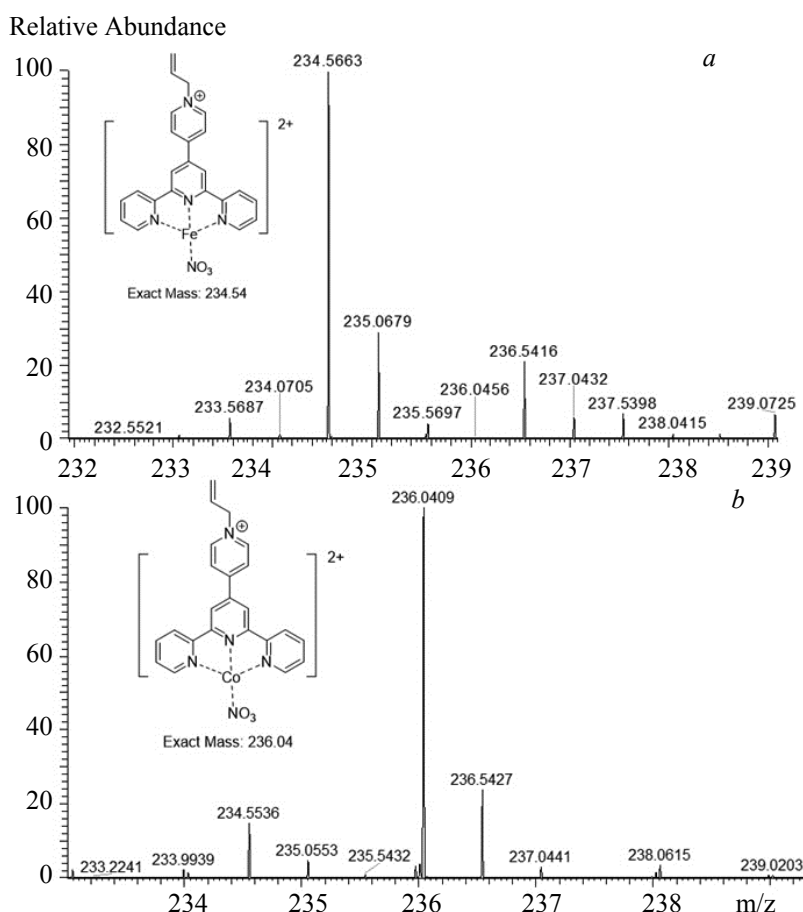 Relative Abundance
a
100
80
60
40
20
0
234.5663
235.0679
234.0705
233.5687
232.5521
235.5697
236.0456
236.5416
237.0432
237.5398
238.0415
239.0725
2+
N
⊕
N
N
N
Fe
NO3
Exact Mass: 234.54
232 233 234 235 236 237 238 239
b
100
80
60
40
20
0
236.0409
236.5427
234.5536
235.0553
235.5432
233.9939
233.2241
237.0441
238.0615
239.0203
2+
N
⊕
N
N
N
Co
NO3
Exact Mass: 236.04
234 235 236 237 238 m/z